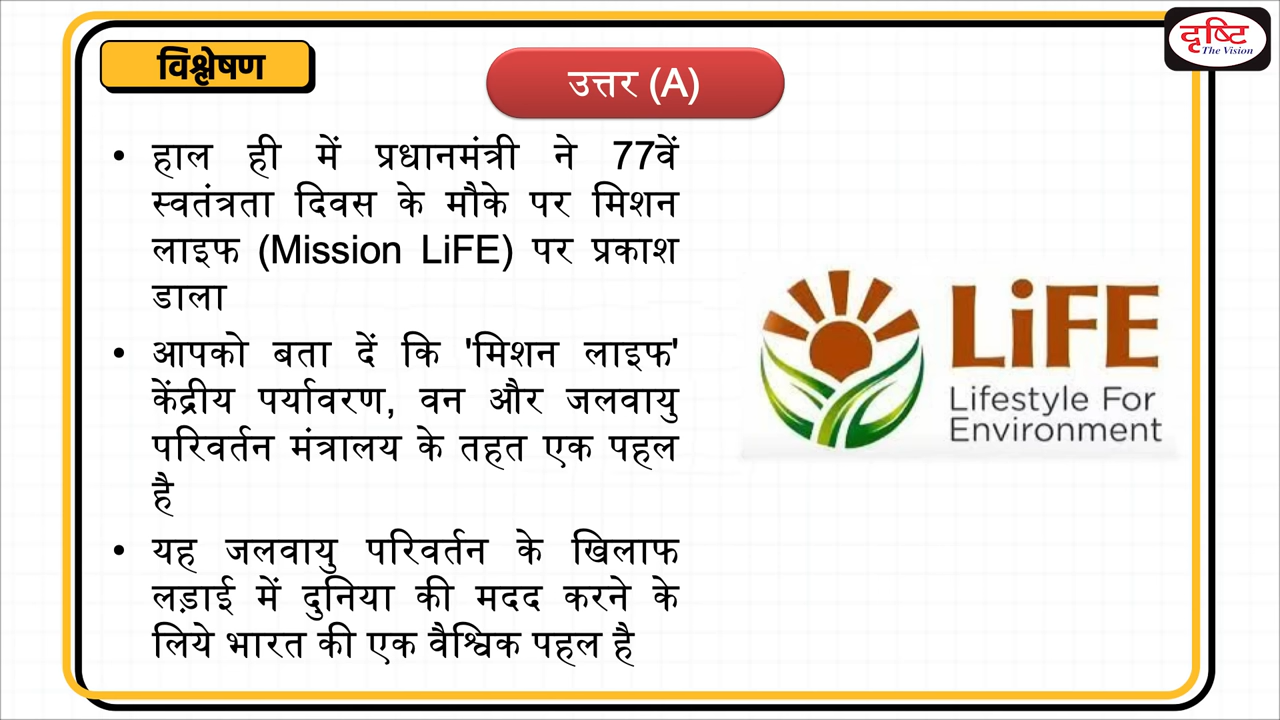 विश्लेषण
दृष्टि
The Vision
उत्तर (A)
• हाल ही में प्रधानमंत्री ने 77वें
स्वतंत्रता दिवस के मौके पर मिशन
लाइफ (Mission LiFE) पर प्रकाश
डाला
• आपको बता दें कि 'मिशन लाइफ'
केंद्रीय पर्यावरण, वन और जलवायु
परिवर्तन मंत्रालय के तहत एक पहल
है
• यह जलवायु परिवर्तन के खिलाफ
लड़ाई में दुनिया की मदद करने के
लिये भारत की एक वैश्विक पहल है
LiFE
Lifestyle For
Environment